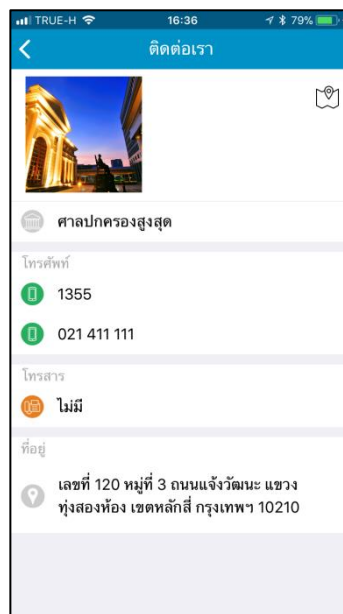 TRUE-H 16:36 79%
ติดต่อเรา
ศาลปกครองสูงสุด
โทรศัพท์
1355
021 411 111
โทรสาร
ไม่มี
ที่อยู่
เลขที่ 120 หมู่ที่ 3 ถนนแจ้งวัฒนะ แขวง
ทุ่งสองห้อง เขตหลักสี่ กรุงเทพฯ 10210